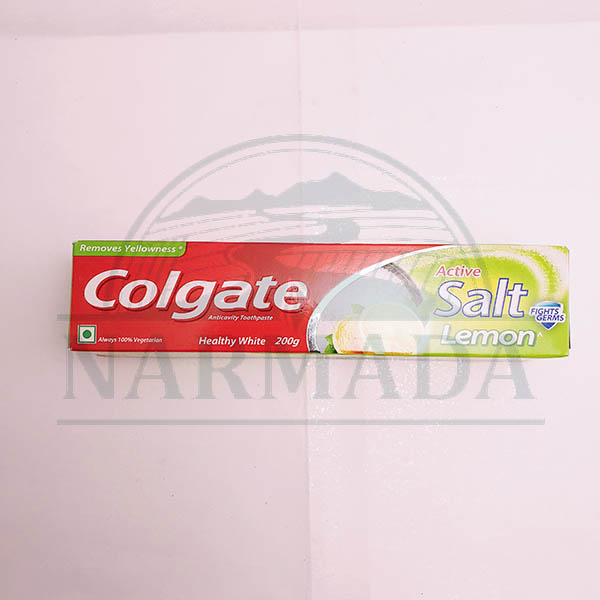 Removes Yellowness*
Colgate
Anticavity Toothpaste
Always 100% Vegetarian
Healthy White 200g
Active
Salt
Lemon^
FIGHTS
GERMS
NARMADA